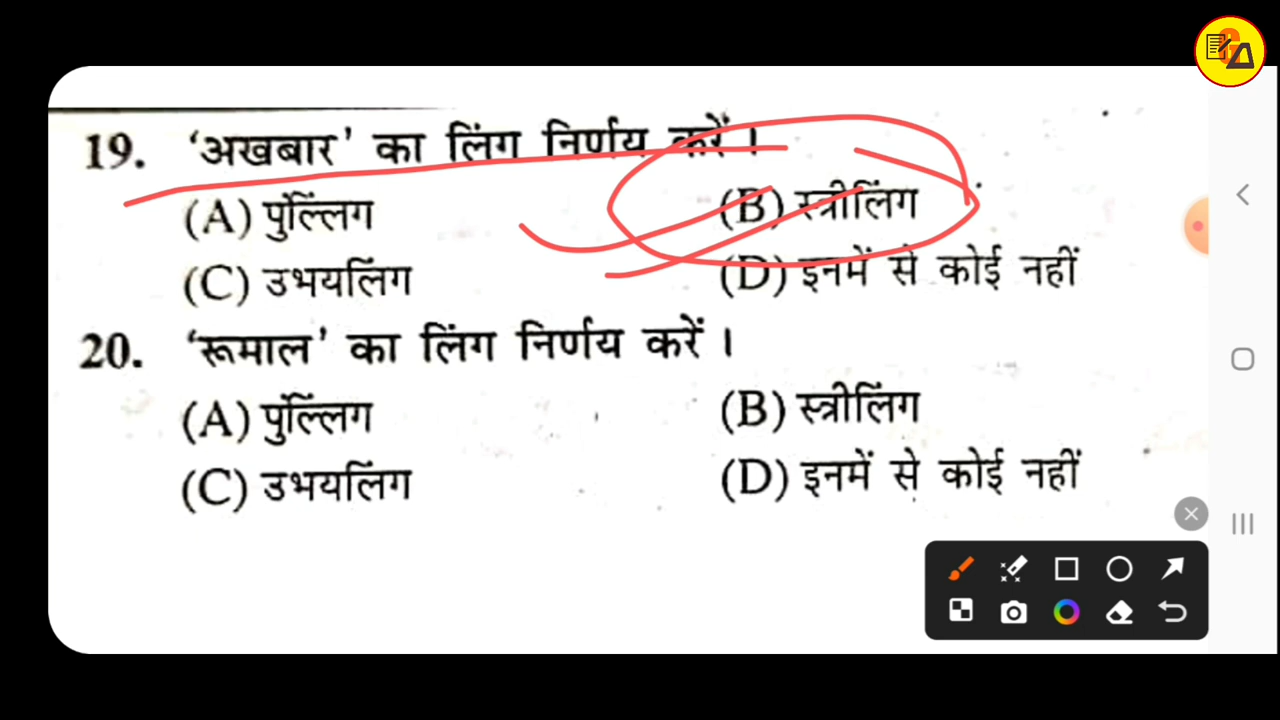 19. ‘अखबार’ का लिंग निर्णय करें ।
(A) पुंल्लिंग (B) स्त्रीलिंग
(C) उभयलिंग (D) इनमें से कोई नहीं
20. ‘रूमाल’ का लिंग निर्णय करें ।
(A) पुंल्लिंग (B) स्त्रीलिंग
(C) उभयलिंग (D) इनमें से कोई नहीं